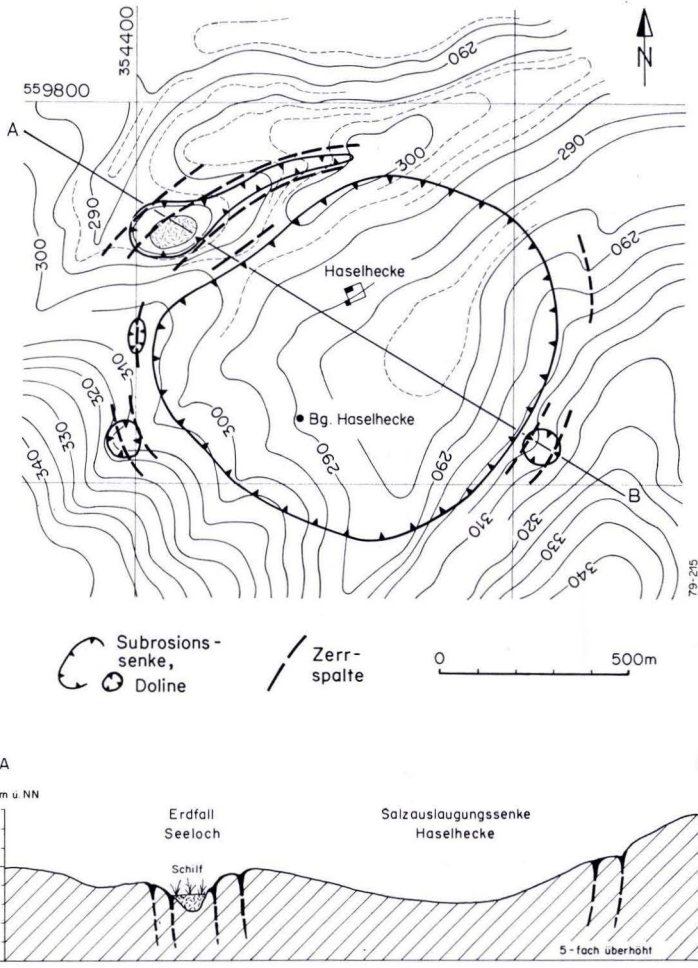 354400
290
N
559800
A
290
300
290
300
290
Haselhecke
310
320
330
340
300
Bg. Haselhecke
290
290
B
310
320
330
340
79-215
Subrosions-
senke,
Doline
Zerr-
spalte
0 500m
A
m ü. NN
Erdfall
Seeloch
Salzauslaugungssenke
Haselhecke
Schilf
5-fach überhöht